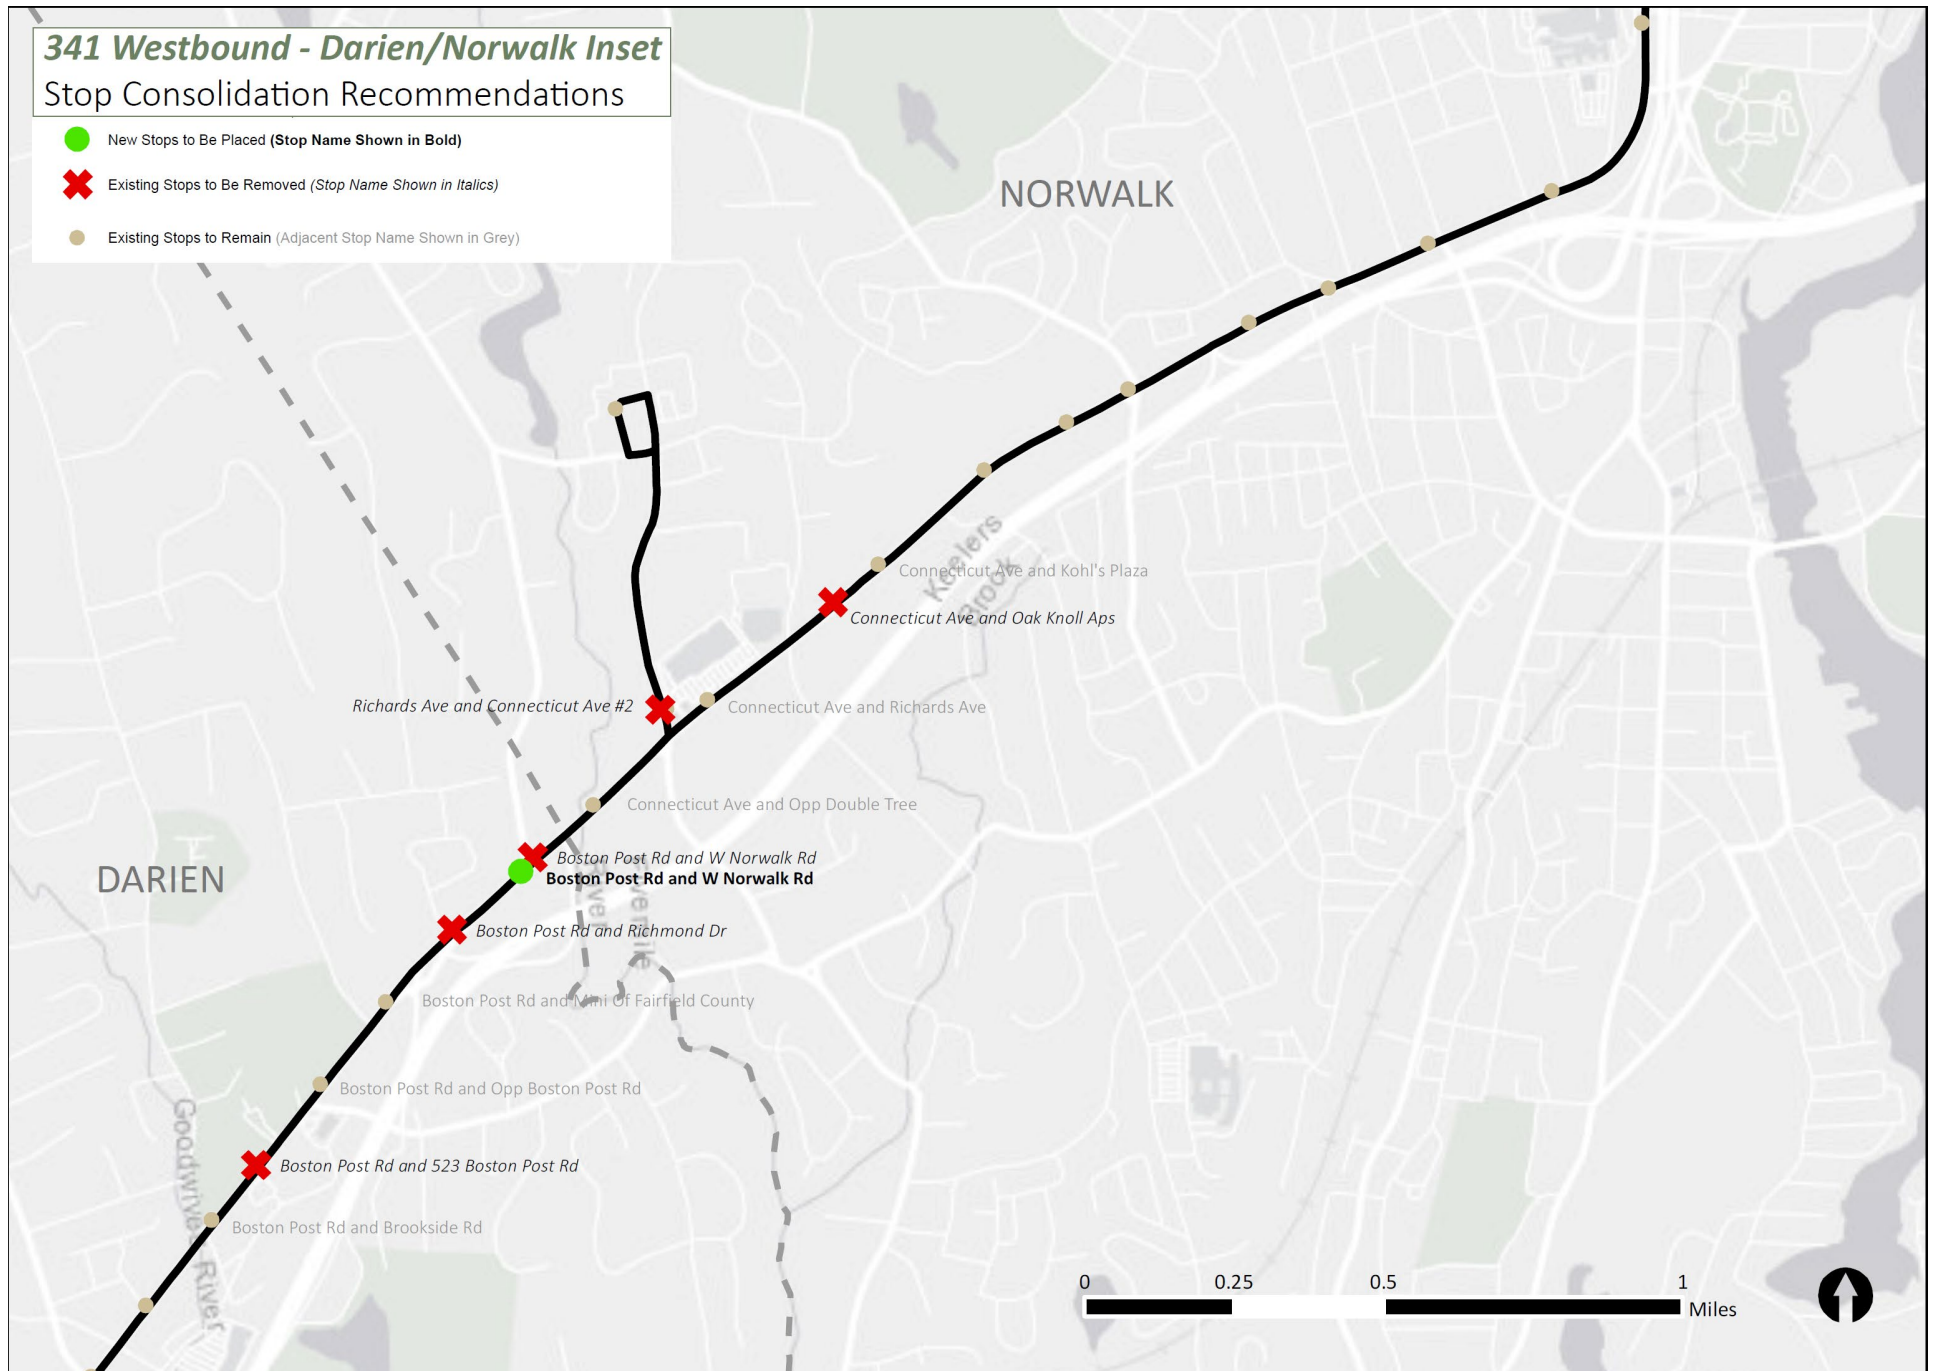 341 Westbound - Darien/Norwalk Inset
Stop Consolidation Recommendations
New Stops to Be Placed (Stop Name Shown in Bold)
Existing Stops to Be Removed (Stop Name Shown in Italics)
Existing Stops to Remain (Adjacent Stop Name Shown in Grey)
NORWALK
Keelers
Brook
Connecticut Ave and Kohl's Plaza
Connecticut Ave and Oak Knoll Aps
Richards Ave and Connecticut Ave #2
Connecticut Ave and Richards Ave
Connecticut Ave and Opp Double Tree
Boston Post Rd and W Norwalk Rd
Boston Post Rd and W Norwalk Rd
DARIEN
River
Boston Post Rd and Richmond Dr
Boston Post Rd and Mini Of Fairfield County
Boston Post Rd and Opp Boston Post Rd
Boston Post Rd and 523 Boston Post Rd
Boston Post Rd and Brookside Rd
Goodwives River
0 0.25 0.5 1
Miles